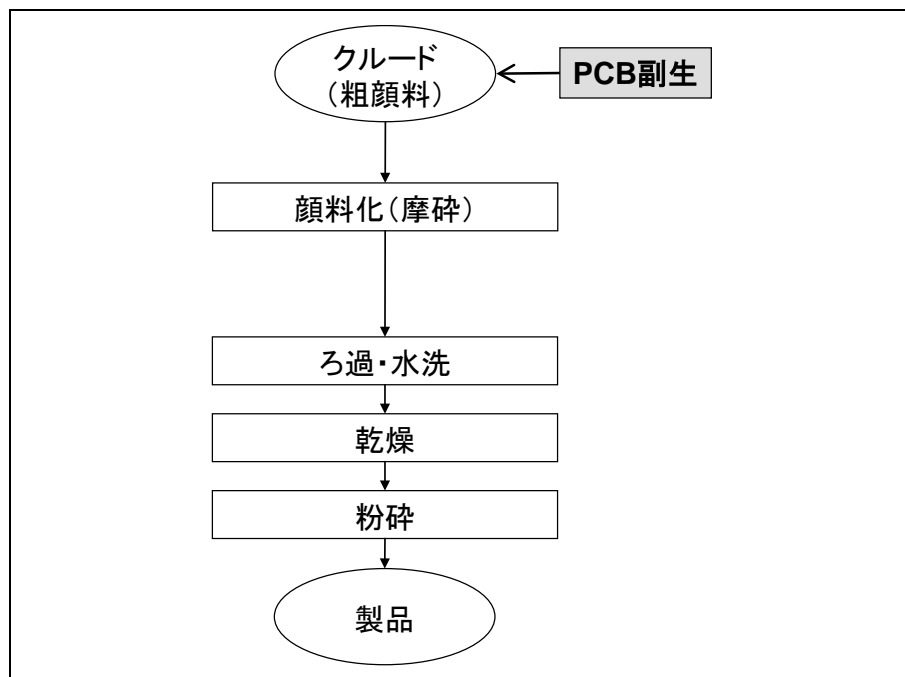 クルード
（粗顔料）
PCB副生
顔料化（摩砕）
ろ過・水洗
乾燥
粉砕
製品